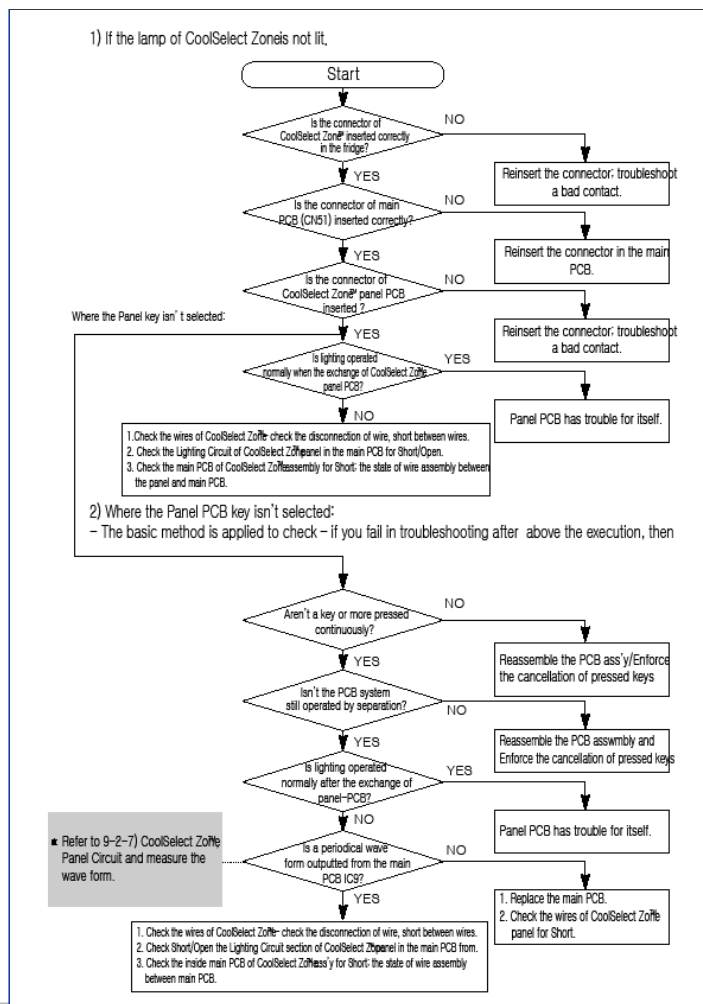 1) If the lamp of CoolSelect Zone is not lit.
Start
Is the connector of
CoolSelect Zone™ inserted correctly
in the fridge?
NO
YES
Reinsert the connector; troubleshoot
a bad contact.
Is the connector of main
PCB (CN51) inserted correctly?
NO
YES
Reinsert the connector in the main
PCB.
Is the connector of
CoolSelect Zone™ panel PCB
inserted ?
NO
Where the Panel key isn't selected:
YES
Reinsert the connector; troubleshoot
a bad contact.
Is lighting operated
normally when the exchange of CoolSelect Zone™
panel PCB?
YES
NO
Panel PCB has trouble for itself.
1.Check the wires of CoolSelect Zone™- check the disconnection of wire, short between wires.
2. Check the Lighting Circuit of CoolSelect Zone™ panel in the main PCB for Short/Open.
3. Check the main PCB of CoolSelect Zone™ assembly for Short: the state of wire assembly between
the panel and main PCB.
2) Where the Panel PCB key isn't selected:
- The basic method is applied to check - if you fail in troubleshooting after above the execution, then
Aren't a key or more pressed
continuously?
NO
YES
Reassemble the PCB ass'y/Enforce
the cancellation of pressed keys
Isn't the PCB system
still operated by separation?
NO
YES
Reassemble the PCB asswmbly and
Enforce the cancellation of pressed keys
Is lighting operated
normally after the exchange of
panel-PCB?
YES
NO
Panel PCB has trouble for itself.
* Refer to 9-2-7) CoolSelect Zone™
Panel Circuit and measure the
wave form.
Is a periodical wave
form outputted from the main
PCB IC9?
NO
YES
1. Replace the main PCB.
2. Check the wires of CoolSelect Zone™
panel for Short.
1. Check the wires of CoolSelect Zone™- check the disconnection of wire, short between wires.
2. Check Short/Open the Lighting Circuit section of CoolSelect Zone panel in the main PCB from.
3. Check the inside main PCB of CoolSelect Zone™ ass'y for Short: the state of wire assembly
between main PCB.